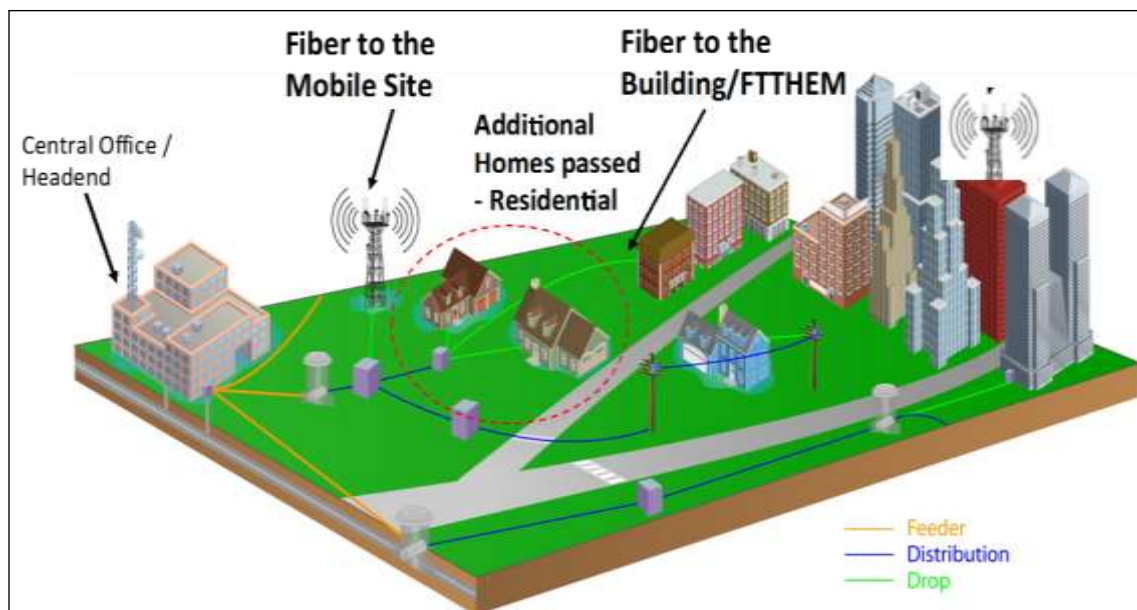 Fiber to the
Mobile Site
Fiber to the
Building/FTTHEM
Additional
Homes passed
- Residential
Central Office /
Headend
Feeder
Distribution
Drop